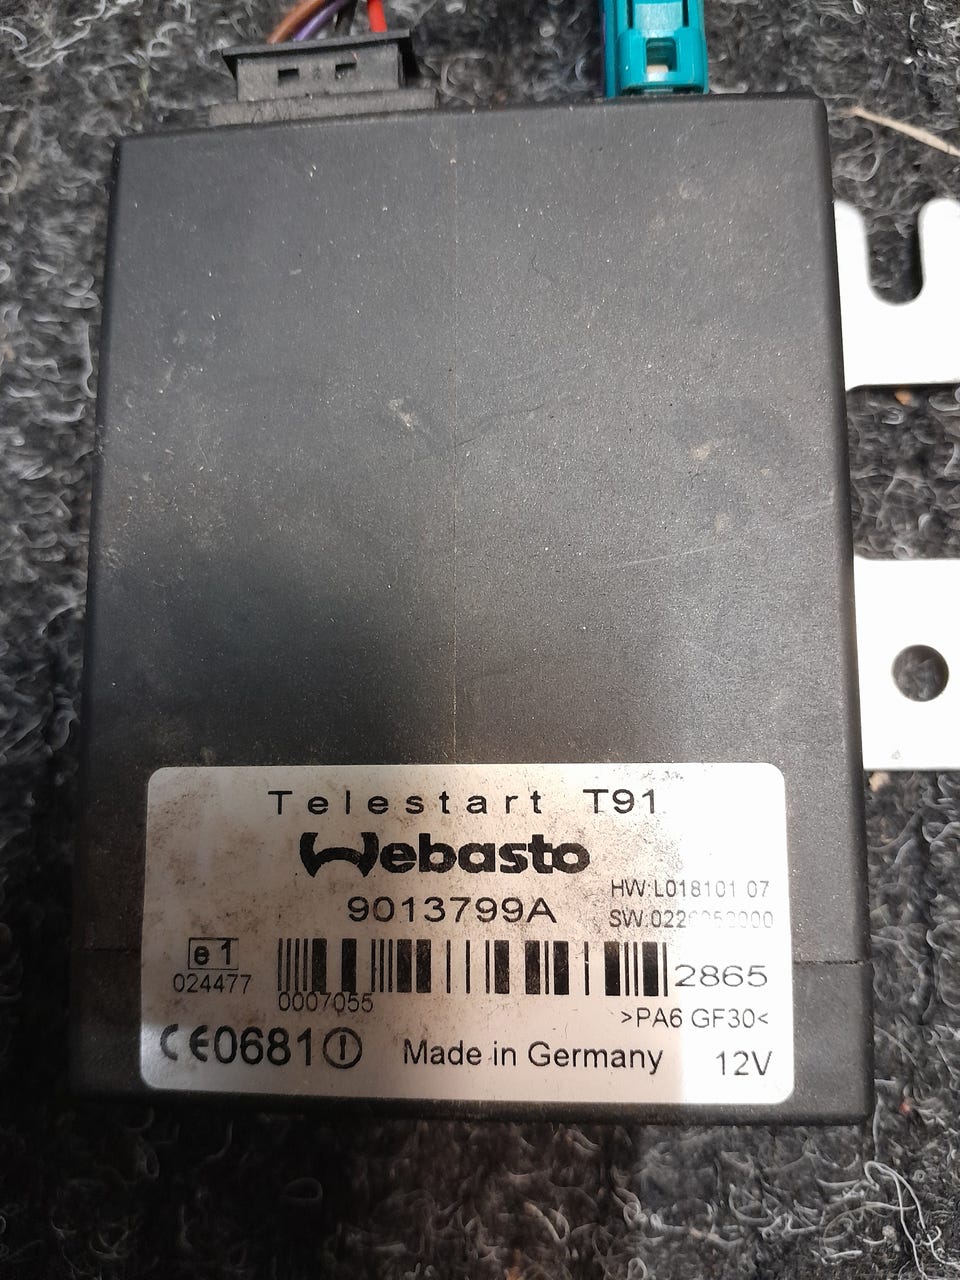 Telestart T91
Webasto
9013799A
HW:L018101 07
e1
024477
0007055
2865
>PA6 GF30<
CE0681
Made in Germany
12V